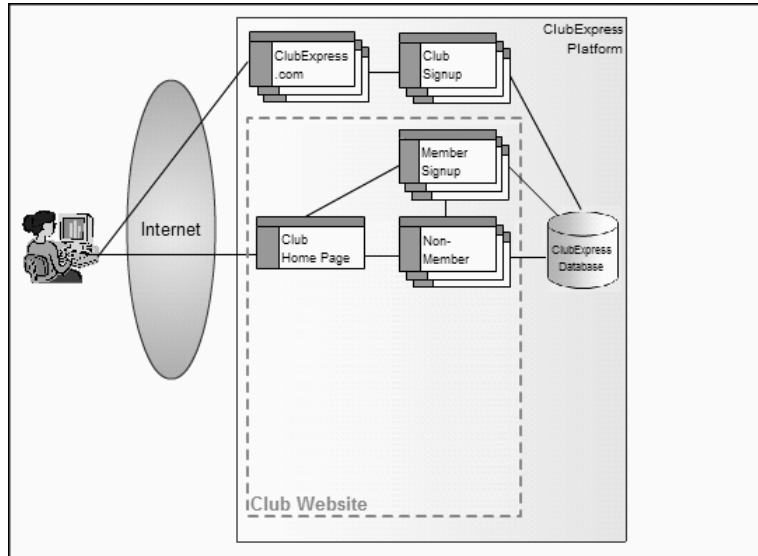 ClubExpress
Platform
ClubExpress
.com
Club
Signup
Member
Signup
Internet
Club
Home Page
Non-
Member
ClubExpress
Database
Club Website